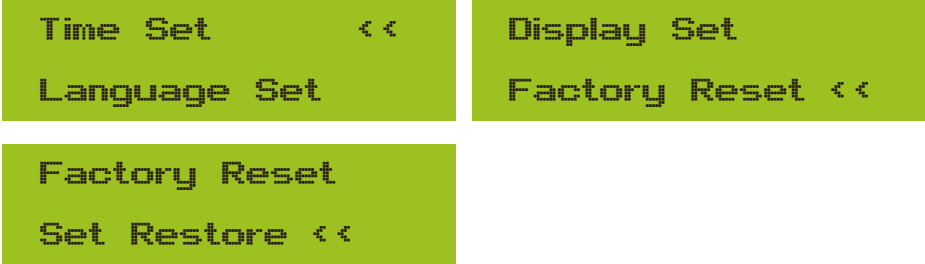 Time Set <<
Language Set
Display Set
Factory Reset <<
Factory Reset
Set Restore <<